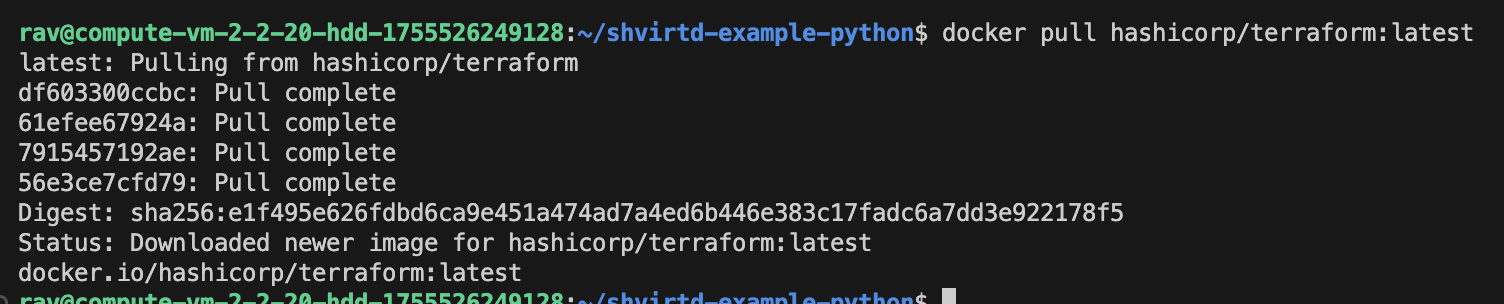 rav@compute-vm-2-2-20-hdd-1755526249128:~/shvirtd-example-python$ docker pull hashicorp/terraform:latest
latest: Pulling from hashicorp/terraform
df603300ccbc: Pull complete
61efee67924a: Pull complete
7915457192ae: Pull complete
56e3ce7cfd79: Pull complete
Digest: sha256:e1f495e626fdbd6ca9e451a474ad7a4ed6b446e383c17fadc6a7dd3e922178f5
Status: Downloaded newer image for hashicorp/terraform:latest
docker.io/hashicorp/terraform:latest
rav@compute-vm-2-2-20-hdd-1755526249128:~/shvirtd-example-python$